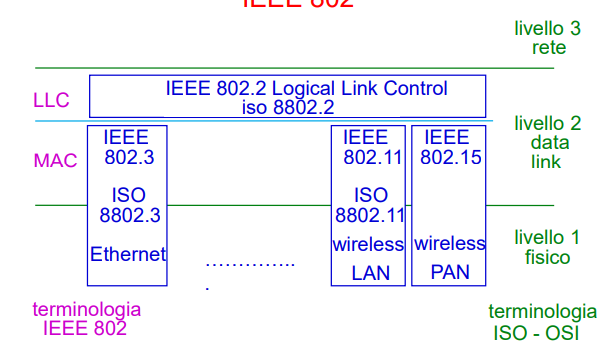 IEEE 802
livello 3
rete
LLC
IEEE 802.2 Logical Link Control
iso 8802.2
livello 2
data
link
MAC
IEEE
802.3
ISO
8802.3
Ethernet
..............
.
IEEE
802.11
ISO
8802.11
wireless
LAN
IEEE
802.15
wireless
PAN
livello 1
fisico
terminologia
IEEE 802
terminologia
ISO - OSI